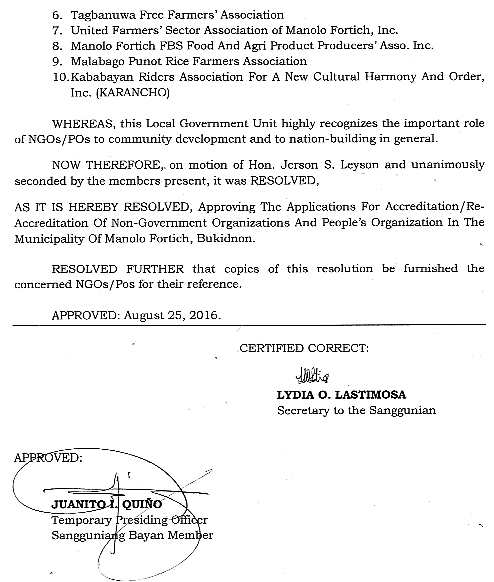 6. Tagbanuwa Free Farmers' Association
7. United Farmers' Sector Association of Manolo Fortich, Inc.
8. Manolo Fortich FBS Food And Agri Product Producers' Asso. Inc.
9. Malabago Punot Rice Farmers Association
10.Kababayan Riders Association For A New Cultural Harmony And Order,
Inc. (KARANCHO)
WHEREAS, this Local Government Unit highly recognizes the important role
of NGOs/POs to community development and to nation-building in general.
NOW THEREFORE, on motion of Hon. Jerson S. Leyson and unanimously
seconded by the members present, it was RESOLVED,
AS IT IS HEREBY RESOLVED, Approving The Applications For Accreditation/Re-
Accreditation Of Non-Government Organizations And People's Organization In The
Municipality Of Manolo Fortich, Bukidnon.
RESOLVED FURTHER that copies of this resolution be furnished the
concerned NGOs/Pos for their reference.
APPROVED: August 25, 2016.
CERTIFIED CORRECT:
LYDIA O. LASTIMOSA
Secretary to the Sanggunian
APPROVED:
JUANITO I. QUIÑO
Temporary Presiding Officer
Sangguniang Bayan Member